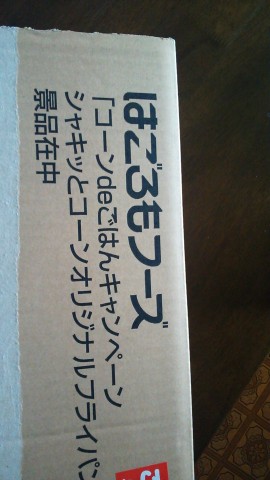 はごろもフーズ
「コーンdeごはんキャンペーン
シャキッとコーンオリジナルフライパン
景品在中